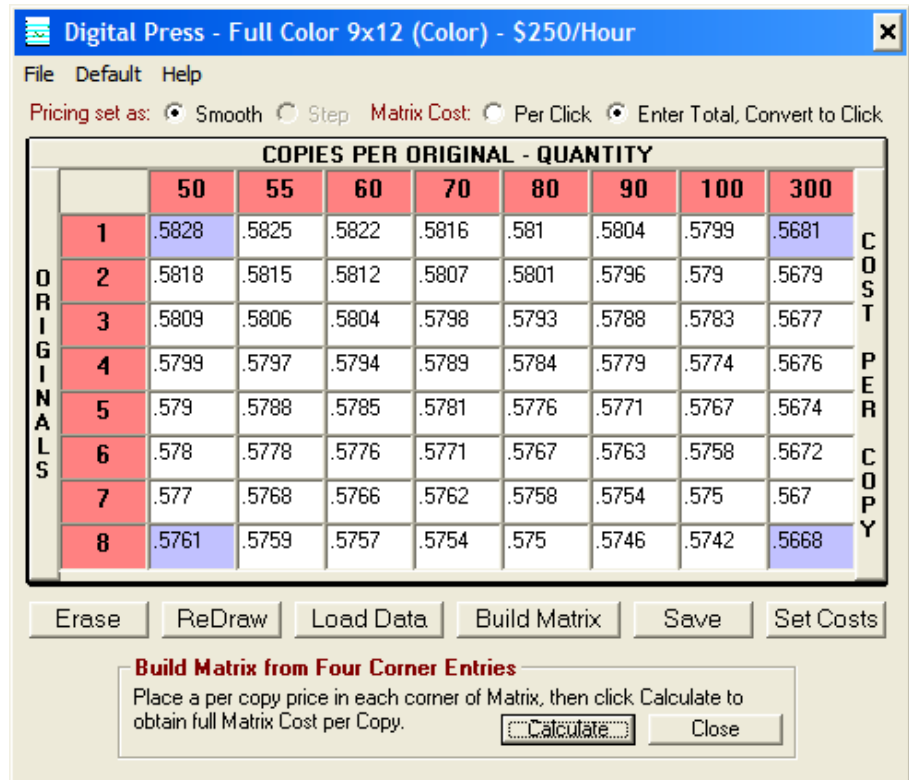 Digital Press - Full Color 9x12 (Color) - $250/Hour
File Default Help
Pricing set as: Smooth Step Matrix Cost: Per Click Enter Total, Convert to Click
COPIES PER ORIGINAL - QUANTITY
50 55 60 70 80 90 100 300
ORIGINALS
1 .5828 .5825 .5822 .5816 .581 .5804 .5799 .5681
2 .5818 .5815 .5812 .5807 .5801 .5796 .579 .5679
3 .5809 .5806 .5804 .5798 .5793 .5788 .5783 .5677
4 .5799 .5797 .5794 .5789 .5784 .5779 .5774 .5676
5 .579 .5788 .5785 .5781 .5776 .5771 .5767 .5674
6 .578 .5778 .5776 .5771 .5767 .5763 .5758 .5672
7 .577 .5768 .5766 .5762 .5758 .5754 .575 .567
8 .5761 .5759 .5757 .5754 .575 .5746 .5742 .5668
COST PER COPY
Erase ReDraw Load Data Build Matrix Save Set Costs
Build Matrix from Four Corner Entries
Place a per copy price in each corner of Matrix, then click Calculate to
obtain full Matrix Cost per Copy. Calculate Close